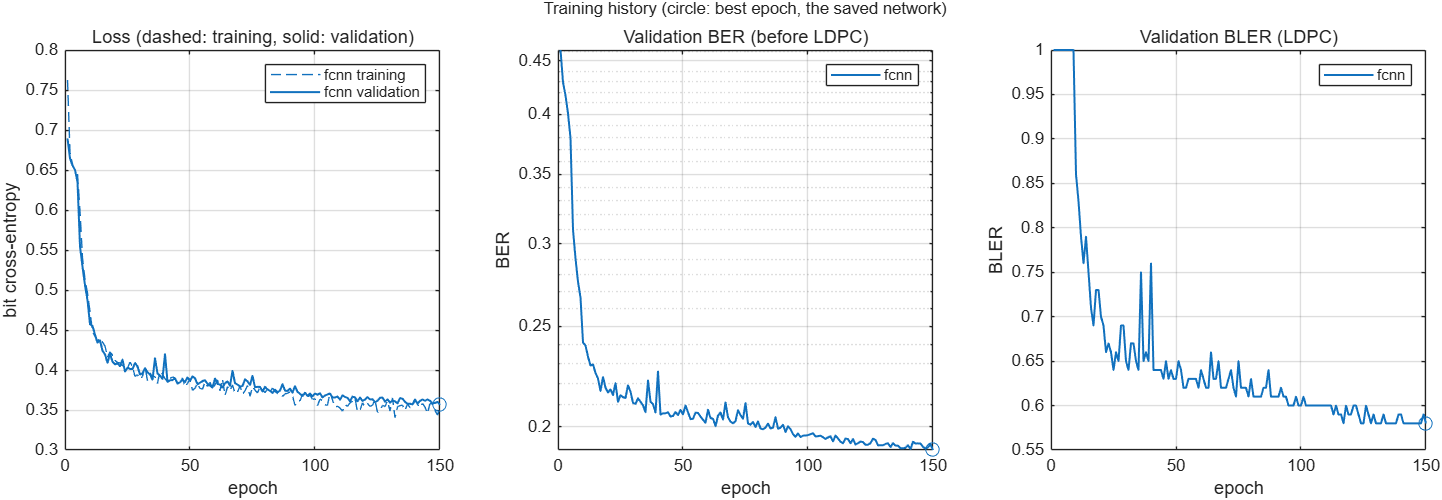 Training history (circle: best epoch, the saved network)
Loss (dashed: training, solid: validation)
fcnn training
fcnn validation
0.8
0.75
0.7
0.65
0.6
0.55
0.5
0.45
0.4
0.35
0.3
bit cross-entropy
0
50
100
150
epoch
Validation BER (before LDPC)
fcnn
0.45
0.4
0.35
0.3
0.25
0.2
BER
0
50
100
150
epoch
Validation BLER (LDPC)
fcnn
1
0.95
0.9
0.85
0.8
0.75
0.7
0.65
0.6
0.55
BLER
0
50
100
150
epoch